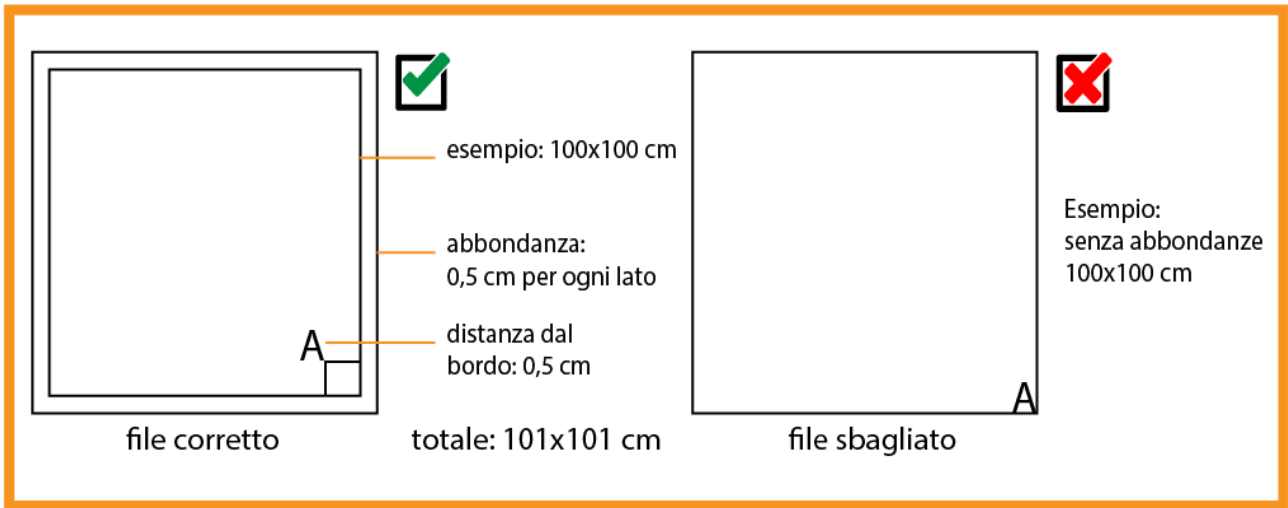 esempio: 100x100 cm
abbondanza:
0,5 cm per ogni lato
A
distanza dal
bordo: 0,5 cm
file corretto
totale: 101x101 cm
Esempio:
senza abbondanze
100x100 cm
A
file sbagliato